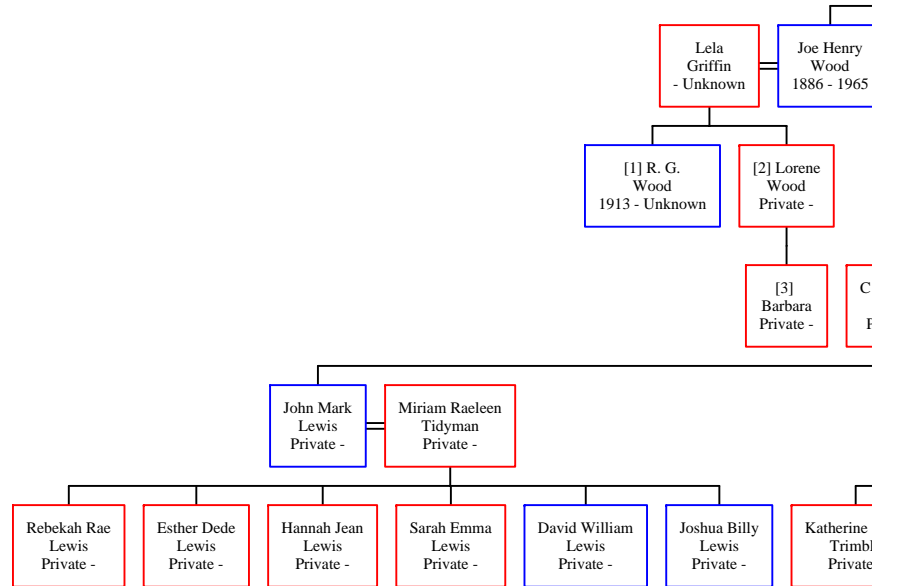 Lela
Griffin
- Unknown
Joe Henry
Wood
1886 - 1965
[1] R. G.
Wood
1913 - Unknown
[2] Lorene
Wood
Private -
[3]
Barbara
Private -
C
P
John Mark
Lewis
Private -
Miriam Raeleen
Tidyman
Private -
Rebekah Rae
Lewis
Private -
Esther Dede
Lewis
Private -
Hannah Jean
Lewis
Private -
Sarah Emma
Lewis
Private -
David William
Lewis
Private -
Joshua Billy
Lewis
Private -
Katherine
Trimbl
Private